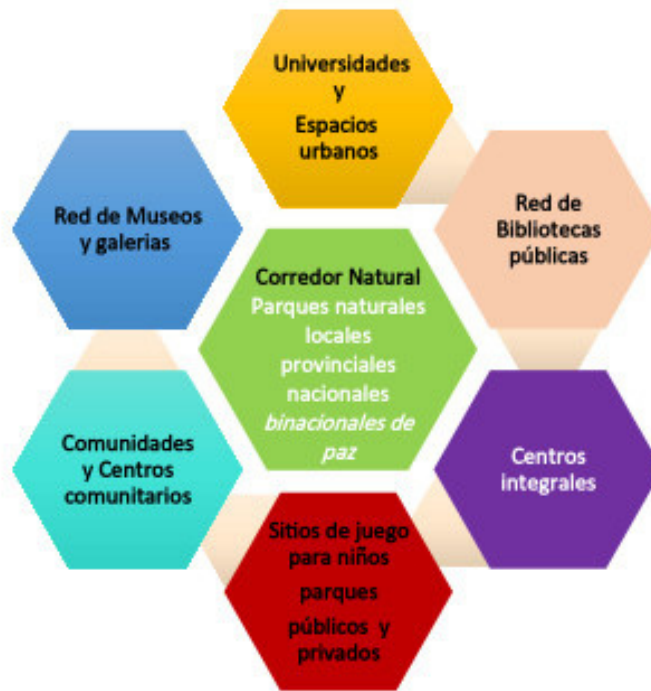 Universidades
y
Espacios
urbanos
Red de Museos
y galerias
Red de
Bibliotecas
públicas
Corredor Natural
Parques naturales
locales
provinciales
nacionales
binacionales de
paz
Comunidades
y Centros
comunitarios
Centros
integrales
Sitios de juego
para niños
parques
públicos y
privados